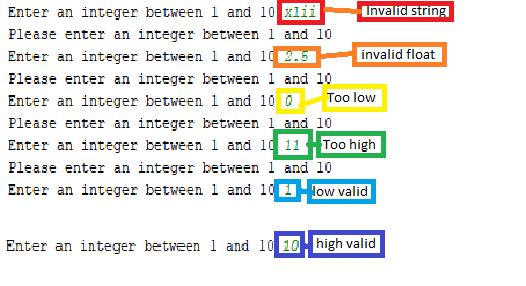 Enter an integer between 1 and 10 xlii Invalid string
Please enter an integer between 1 and 10
Enter an integer between 1 and 10 2.5 invalid float
Please enter an integer between 1 and 10
Enter an integer between 1 and 10 0 Too low
Please enter an integer between 1 and 10
Enter an integer between 1 and 10 11 Too high
Please enter an integer between 1 and 10
Enter an integer between 1 and 10 1 low valid
Enter an integer between 1 and 10 10 high valid